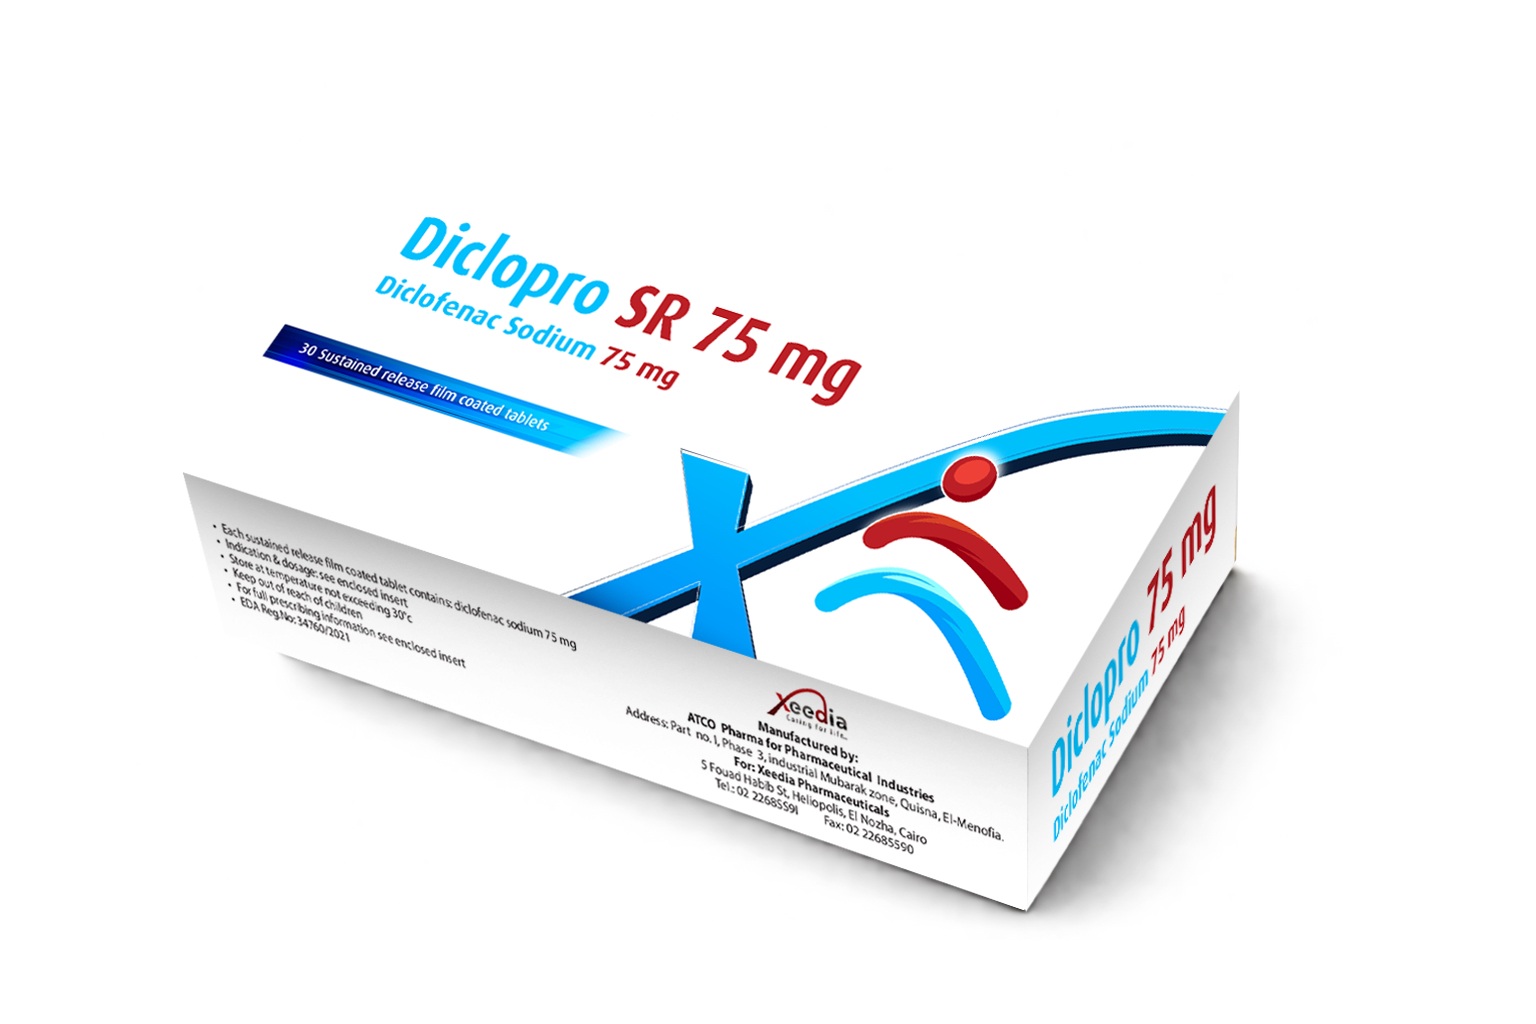 Diclopro SR 75 mg
Diclofenac Sodium 75 mg
30 Sustained release film coated tablets
• Each sustained release film coated tablet contains: diclofenac sodium 75 mg
• Indication & dosage: see enclosed insert
• Store at temperature not exceeding 30°c
• Keep out of reach of children
• For full prescribing information see enclosed insert
• EDA Reg.No: 34760/2021
Xeedia
Caring for life..
Manufactured by:
ATCO Pharma for Pharmaceutical Industries
Address: Part no. 1, Phase 3, industrial Mubarak zone, Quisna, El-Menofia.
For: Xeedia Pharmaceuticals
5 Fouad Habib St, Heliopolis, El Nozha, Cairo
Tel.: 02 22685591 Fax: 02 22685590
Diclopro 75 mg
Diclofenac Sodium 75 mg